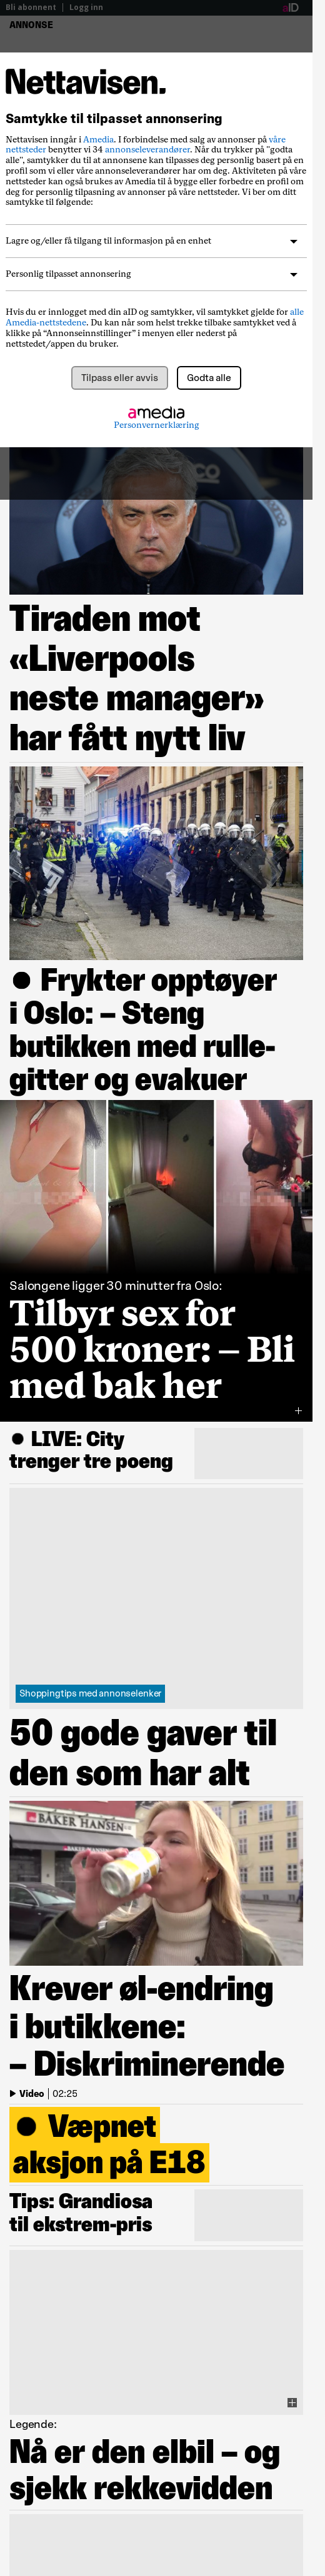 Bli abonnent | Logg inn aID
ANNONSE
Nettavisen.
Samtykke til tilpasset annonsering
Nettavisen inngår i Amedia. I forbindelse med salg av annonser på våre
nettsteder benytter vi 34 annonseleverandører. Når du trykker på "godta
alle", samtykker du til at annonsene kan tilpasses deg personlig basert på en
profil som vi eller våre annonseleverandører har om deg. Aktiviteten på våre
nettsteder kan også brukes av Amedia til å bygge eller forbedre en profil om
deg for personlig tilpasning av annonser på våre nettsteder. Vi ber om ditt
samtykke til følgende:
Lagre og/eller få tilgang til informasjon på en enhet
Personlig tilpasset annonsering
Hvis du er innlogget med din aID og samtykker, vil samtykket gjelde for alle
Amedia-nettstedene. Du kan når som helst trekke tilbake samtykket ved å
klikke på “Annonseinnstillinger” i menyen eller nederst på
nettstedet/appen du bruker.
Tilpass eller avvis Godta alle
amedia
Personvernerklæring
Tiraden mot
«Liverpools
neste manager»
har fått nytt liv
Frykter opptøyer
i Oslo: – Steng
butikken med rulle-
gitter og evakuer
Salongene ligger 30 minutter fra Oslo:
Tilbyr sex for
500 kroner: – Bli
med bak her
LIVE: City
trenger tre poeng
Shoppingtips med annonselenker
50 gode gaver til
den som har alt
BAKER HANSEN
Krever øl-endring
i butikkene:
– Diskriminerende
Video | 02:25
Væpnet
aksjon på E18
Tips: Grandiosa
til ekstrem-pris
Legende:
Nå er den elbil – og
sjekk rekkevidden